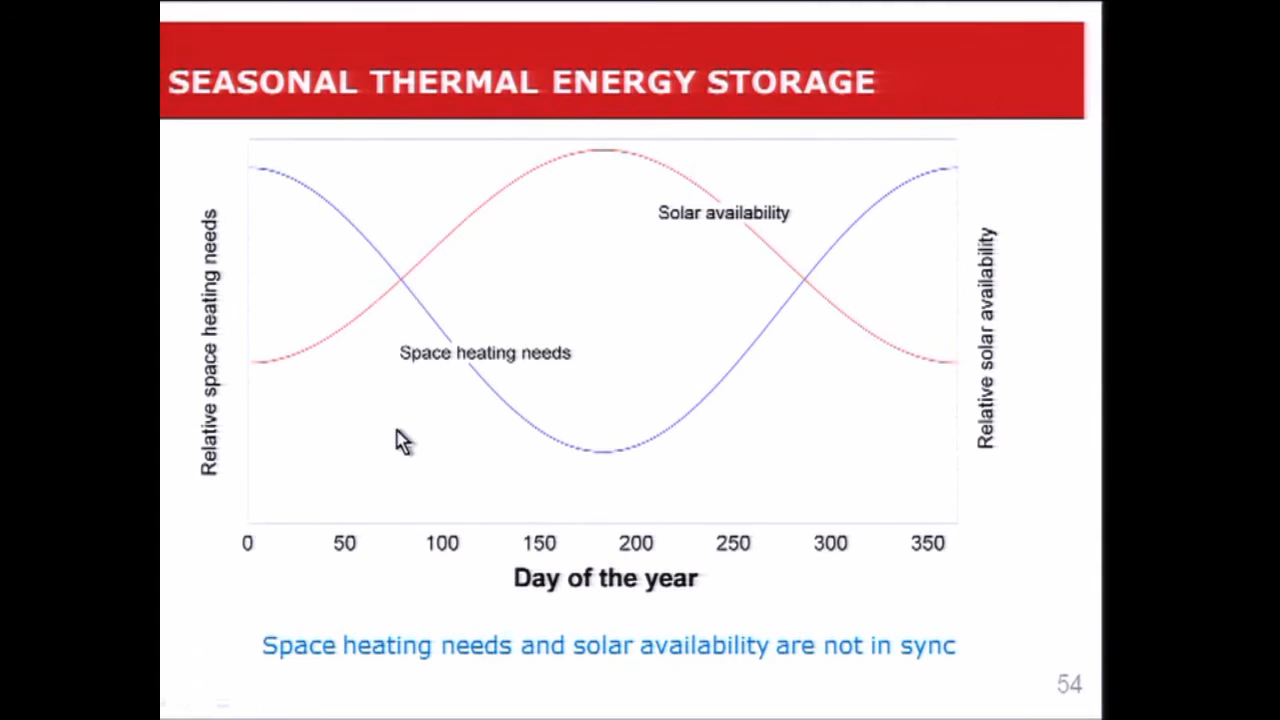 SEASONAL THERMAL ENERGY STORAGE
Relative space heating needs
Solar availability
Space heating needs
Relative solar availability
0 50 100 150 200 250 300 350
Day of the year
Space heating needs and solar availability are not in sync
54